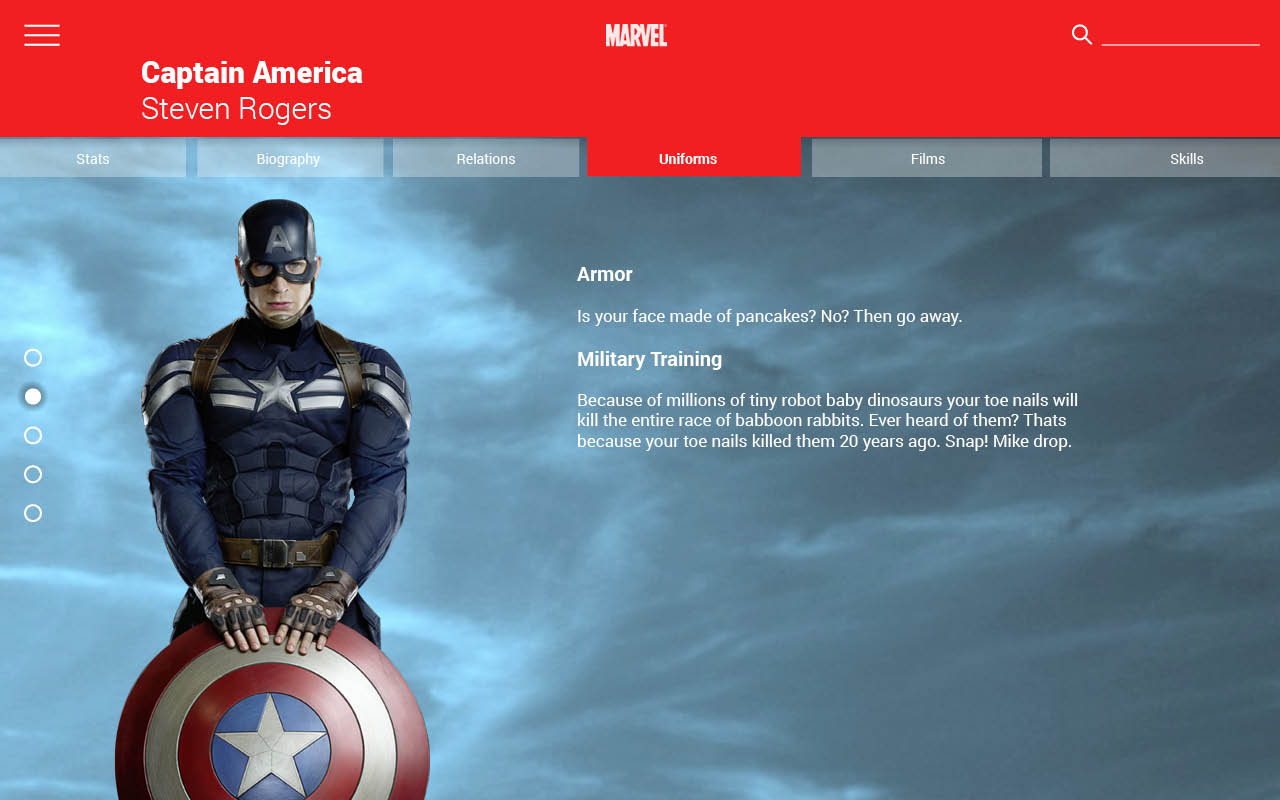 MARVEL
Captain America
Steven Rogers
Stats
Biography
Relations
Uniforms
Films
Skills
A
Armor
Is your face made of pancakes? No? Then go away.
Military Training
Because of millions of tiny robot baby dinosaurs your toe nails will
kill the entire race of babboon rabbits. Ever heard of them? Thats
because your toe nails killed them 20 years ago. Snap! Mike drop.